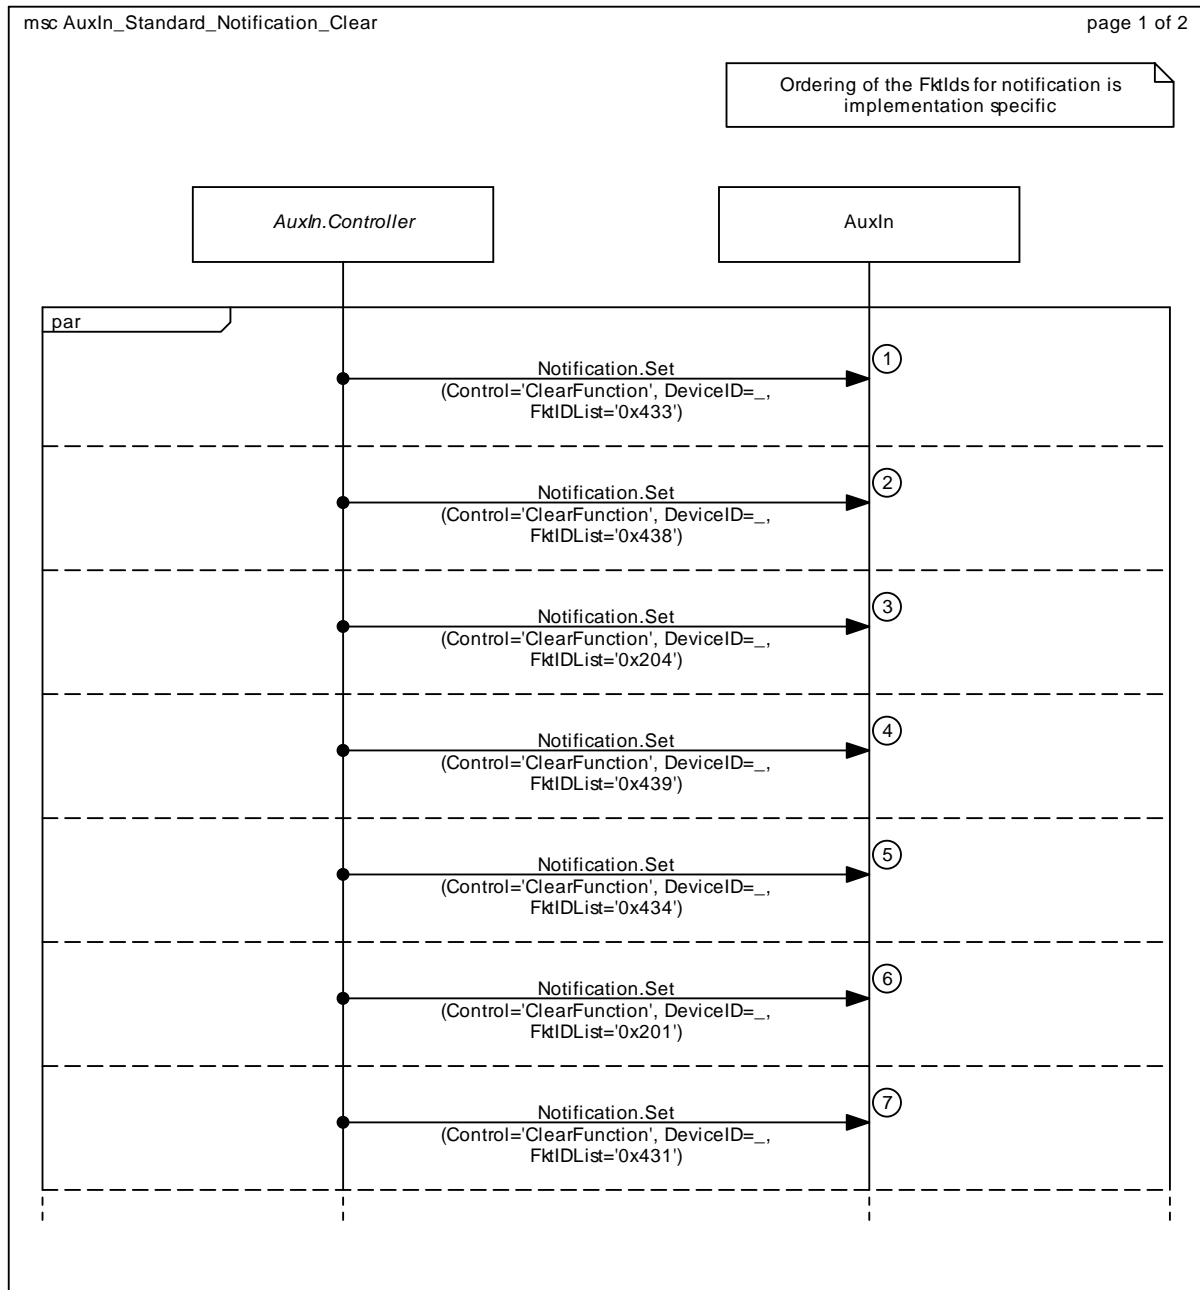 msc AuxIn_Standard_Notification_Clear
page 1 of 2
Ordering of the FktIds for notification is
implementation specific
AuxIn.Controller
AuxIn
par
1
Notification.Set
(Control='ClearFunction', DeviceID=_,
FktIDList='0x433')
2
Notification.Set
(Control='ClearFunction', DeviceID=_,
FktIDList='0x438')
3
Notification.Set
(Control='ClearFunction', DeviceID=_,
FktIDList='0x204')
4
Notification.Set
(Control='ClearFunction', DeviceID=_,
FktIDList='0x439')
5
Notification.Set
(Control='ClearFunction', DeviceID=_,
FktIDList='0x434')
6
Notification.Set
(Control='ClearFunction', DeviceID=_,
FktIDList='0x201')
7
Notification.Set
(Control='ClearFunction', DeviceID=_,
FktIDList='0x431')